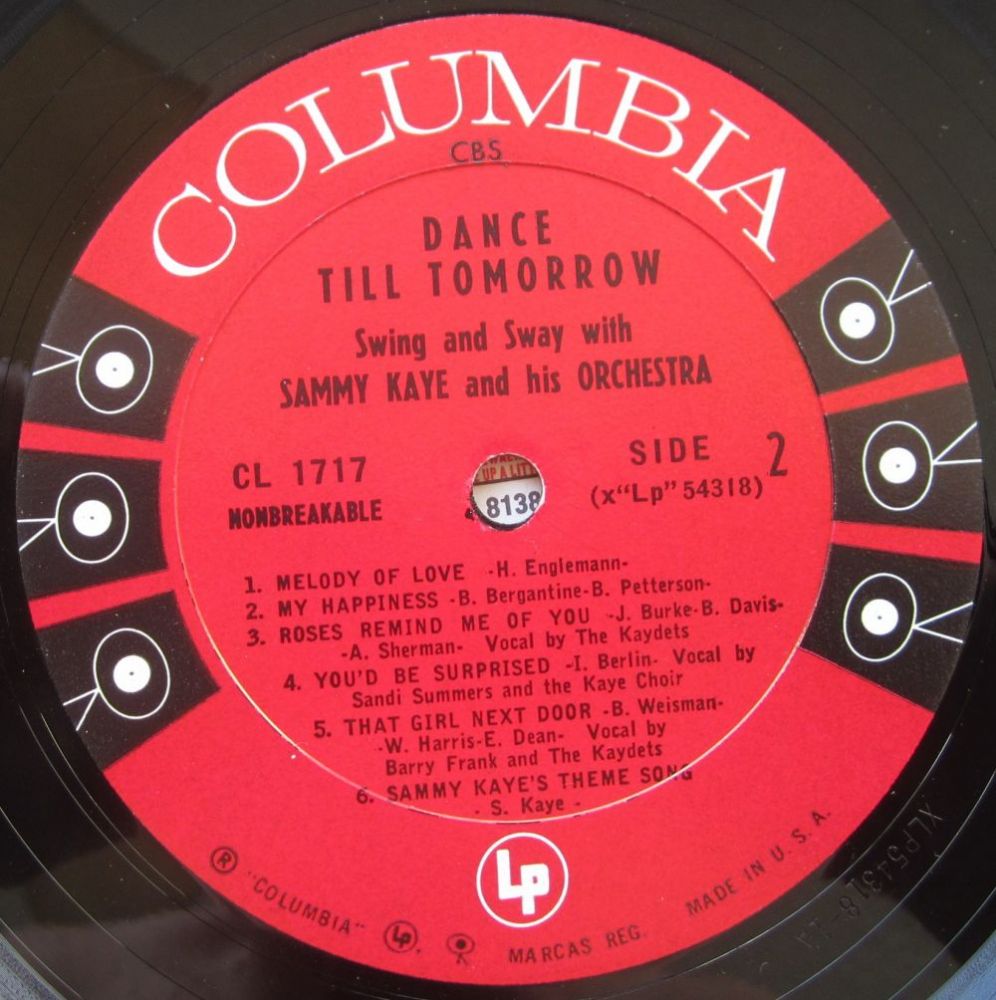 COLUMBIA
CBS
DANCE
TILL TOMORROW
Swing and Sway with
SAMMY KAYE and his ORCHESTRA
CL 1717
NONBREAKABLE
SIDE 2
(x“Lp” 54318)
UP A LIT
8138
1. MELODY OF LOVE -H. Englemann-
2. MY HAPPINESS -B. Bergantine-B. Petterson-
3. ROSES REMIND ME OF YOU -J. Burke-B. Davis-
-A. Sherman- Vocal by The Kaydets
4. YOU'D BE SURPRISED -I. Berlin- Vocal by
Sandi Summers and the Kaye Choir
5. THAT GIRL NEXT DOOR -B. Weisman-
-W. Harris-E. Dean- Vocal by
Barry Frank and The Kaydets
6. SAMMY KAYE'S THEME SONG
- S. Kaye -
Lp
® "COLUMBIA" Lp MARCAS REG. MADE IN U. S. A.